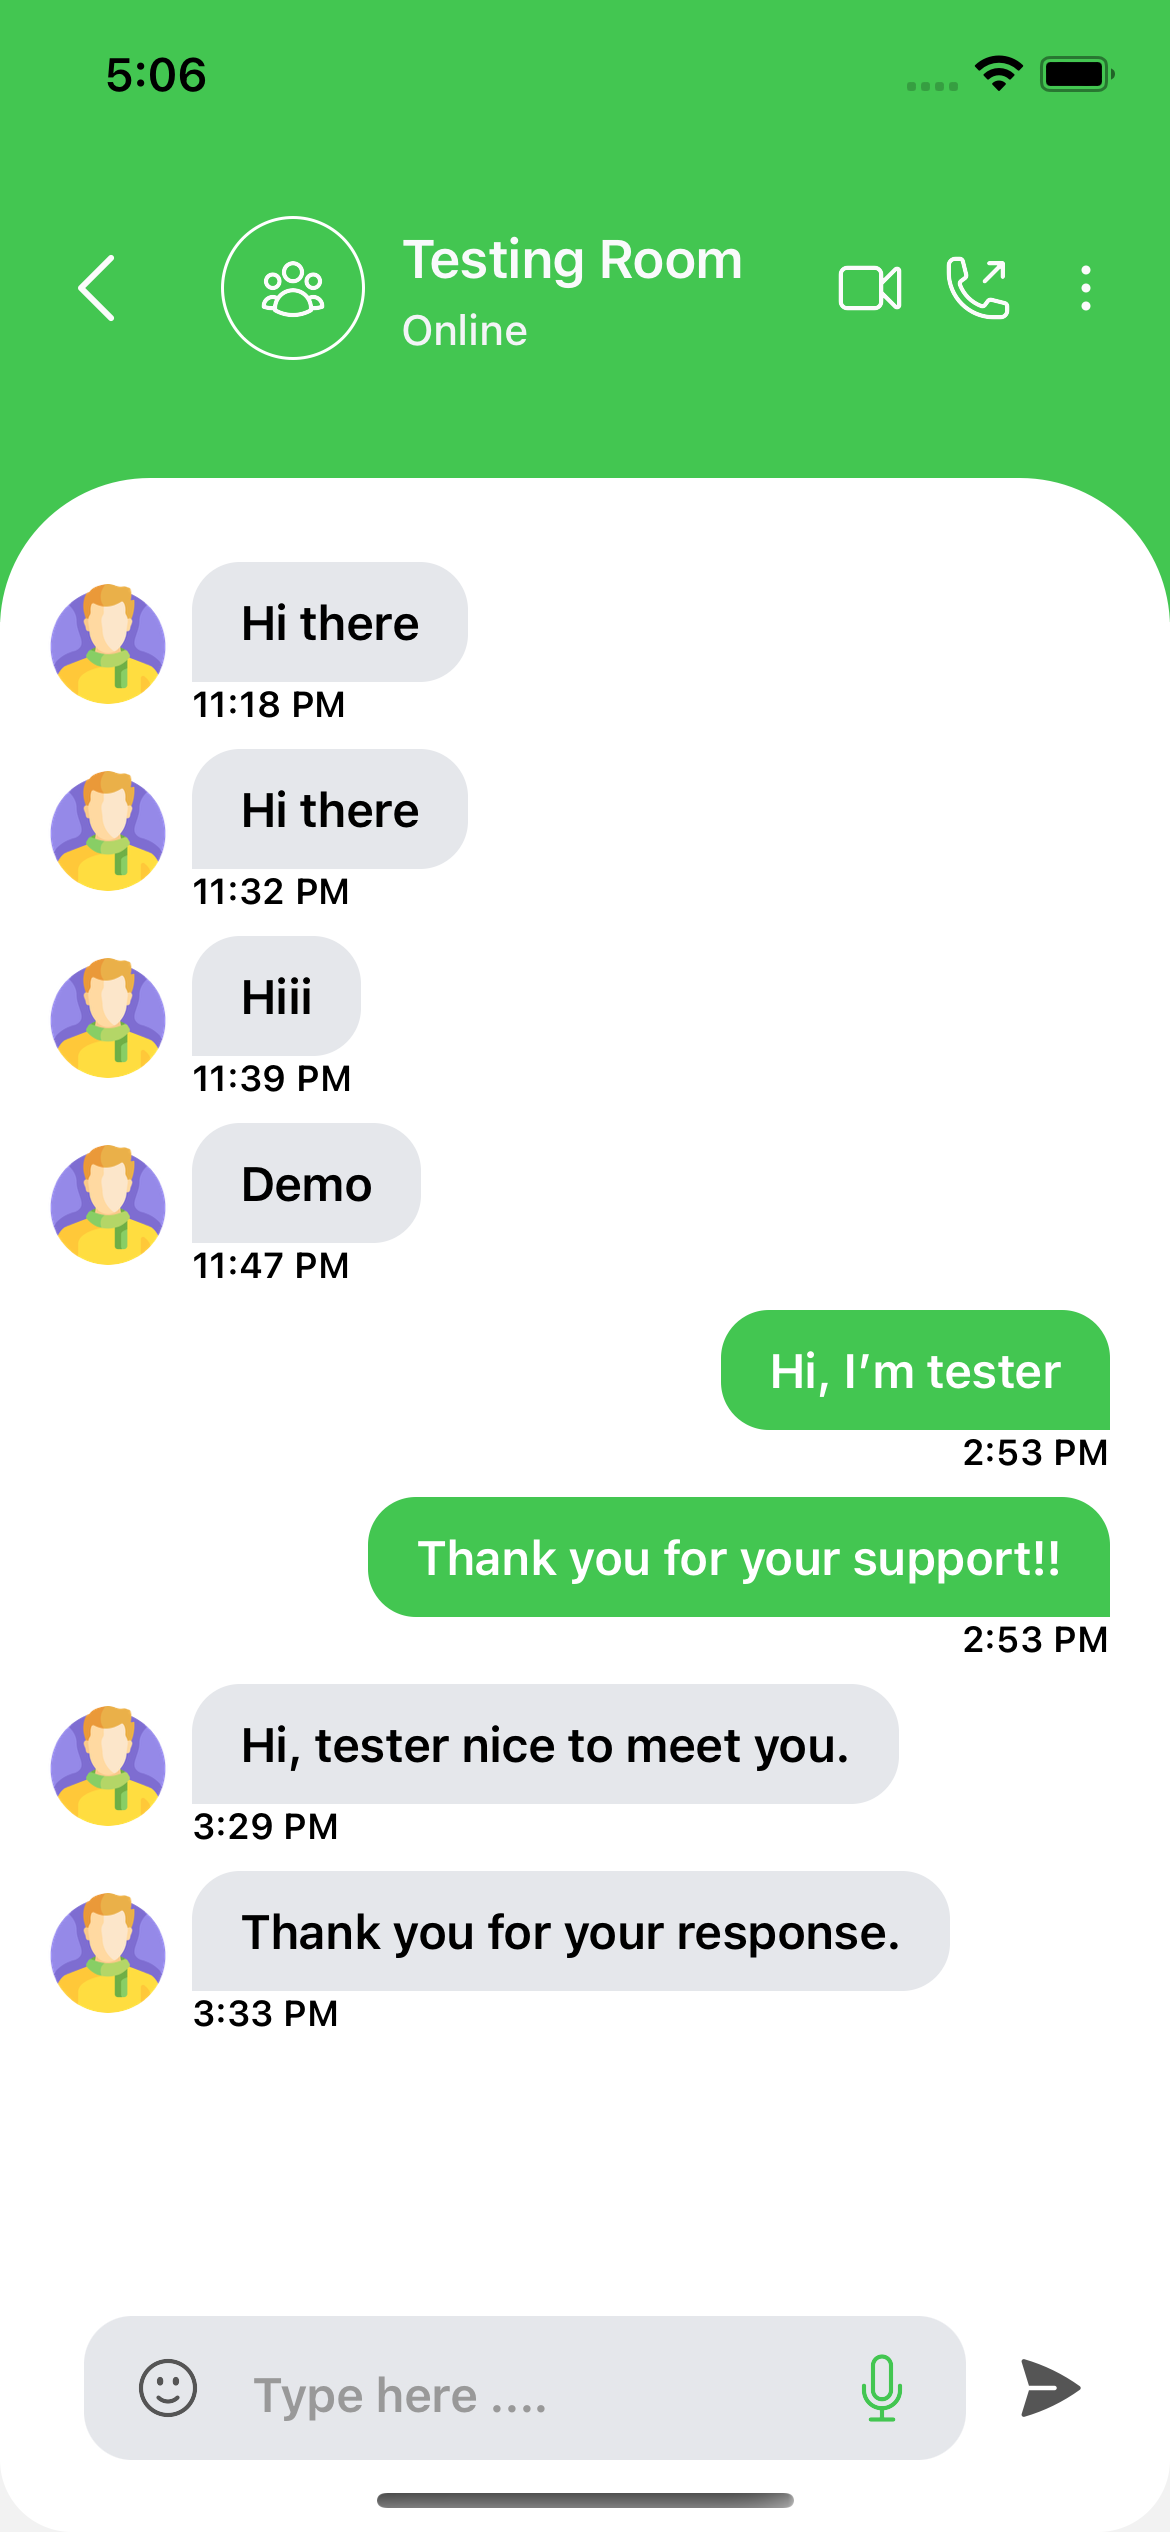 5:06
Testing Room
Online
Hi there
11:18 PM
Hi there
11:32 PM
Hiii
11:39 PM
Demo
11:47 PM
Hi, I’m tester
2:53 PM
Thank you for your support!!
2:53 PM
Hi, tester nice to meet you.
3:29 PM
Thank you for your response.
3:33 PM
Type here ....